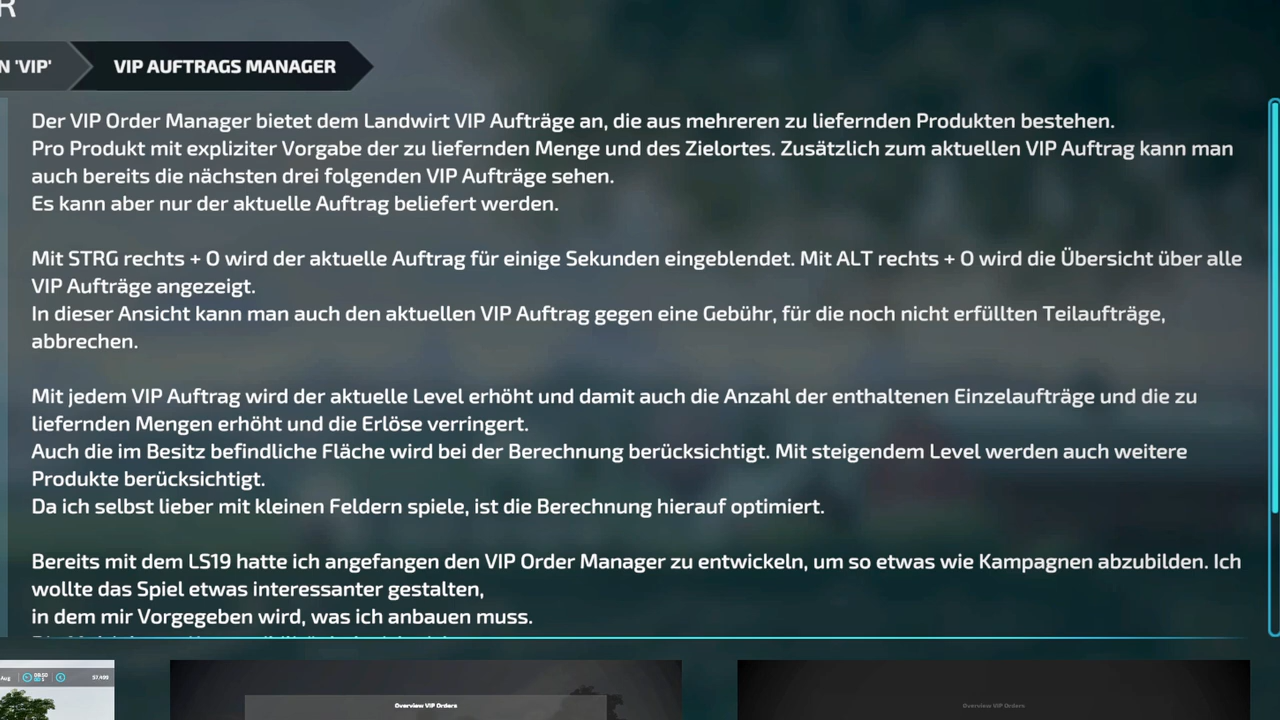 R
N 'VIP'
VIP AUFTRAGS MANAGER
Der VIP Order Manager bietet dem Landwirt VIP Aufträge an, die aus mehreren zu liefernden Produkten bestehen.
Pro Produkt mit expliziter Vorgabe der zu liefernden Menge und des Zielortes. Zusätzlich zum aktuellen VIP Auftrag kann man
auch bereits die nächsten drei folgenden VIP Aufträge sehen.
Es kann aber nur der aktuelle Auftrag beliefert werden.
Mit STRG rechts + O wird der aktuelle Auftrag für einige Sekunden eingeblendet. Mit ALT rechts + O wird die Übersicht über alle
VIP Aufträge angezeigt.
In dieser Ansicht kann man auch den aktuellen VIP Auftrag gegen eine Gebühr, für die noch nicht erfüllten Teilaufträge,
abbrechen.
Mit jedem VIP Auftrag wird der aktuelle Level erhöht und damit auch die Anzahl der enthaltenen Einzelaufträge und die zu
liefernden Mengen erhöht und die Erlöse verringert.
Auch die im Besitz befindliche Fläche wird bei der Berechnung berücksichtigt. Mit steigendem Level werden auch weitere
Produkte berücksichtigt.
Da ich selbst lieber mit kleinen Feldern spiele, ist die Berechnung hierauf optimiert.
Bereits mit dem LS19 hatte ich angefangen den VIP Order Manager zu entwickeln, um so etwas wie Kampagnen abzubilden. Ich
wollte das Spiel etwas interessanter gestalten,
in dem mir Vorgegeben wird, was ich anbauen muss.
Aug
57,499
Overview VIP Orders
Overview VIP Orders